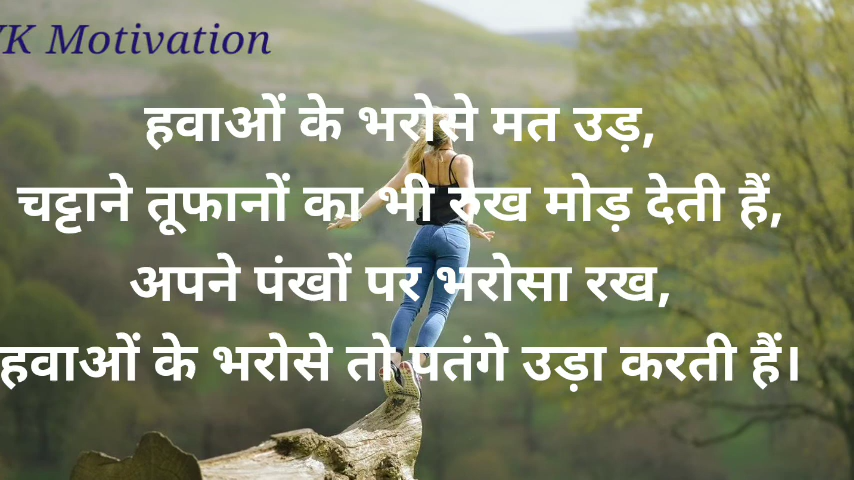 K Motivation
हवाओं के भरोसे मत उड़,
चट्टाने तूफानों का भी रुख मोड़ देती हैं,
अपने पंखों पर भरोसा रख,
हवाओं के भरोसे तो पतंगे उड़ा करती हैं।